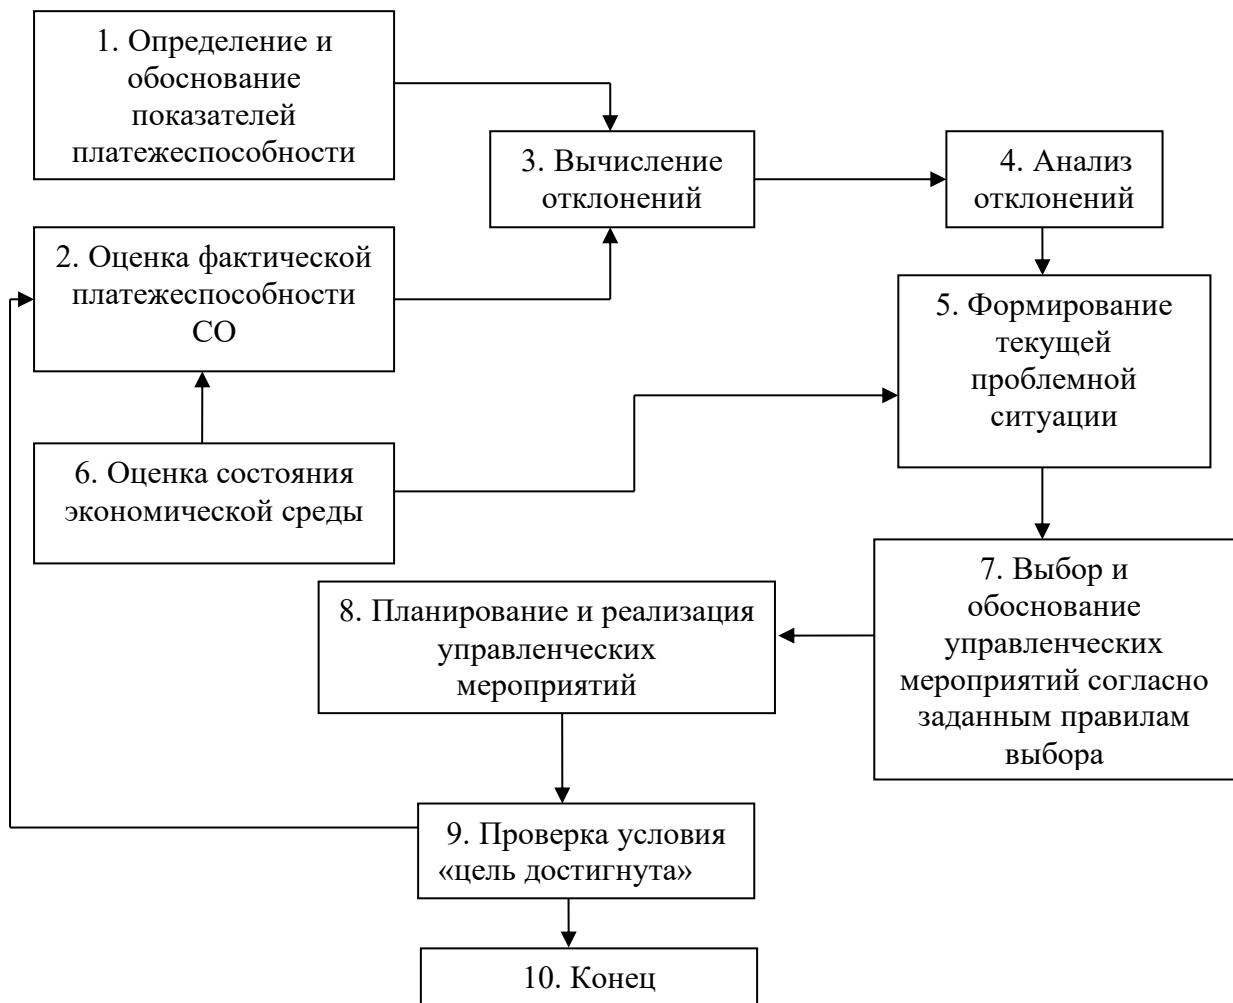 1. Определение и
обоснование
показателей
платежеспособности
3. Вычисление
отклонений
4. Анализ
отклонений
2. Оценка фактической
платежеспособности
СО
5. Формирование
текущей
проблемной
ситуации
6. Оценка состояния
экономической среды
7. Выбор и
обоснование
управленческих
мероприятий согласно
заданным правилам
выбора
8. Планирование и реализация
управленческих
мероприятий
9. Проверка условия
«цель достигнута»
10. Конец